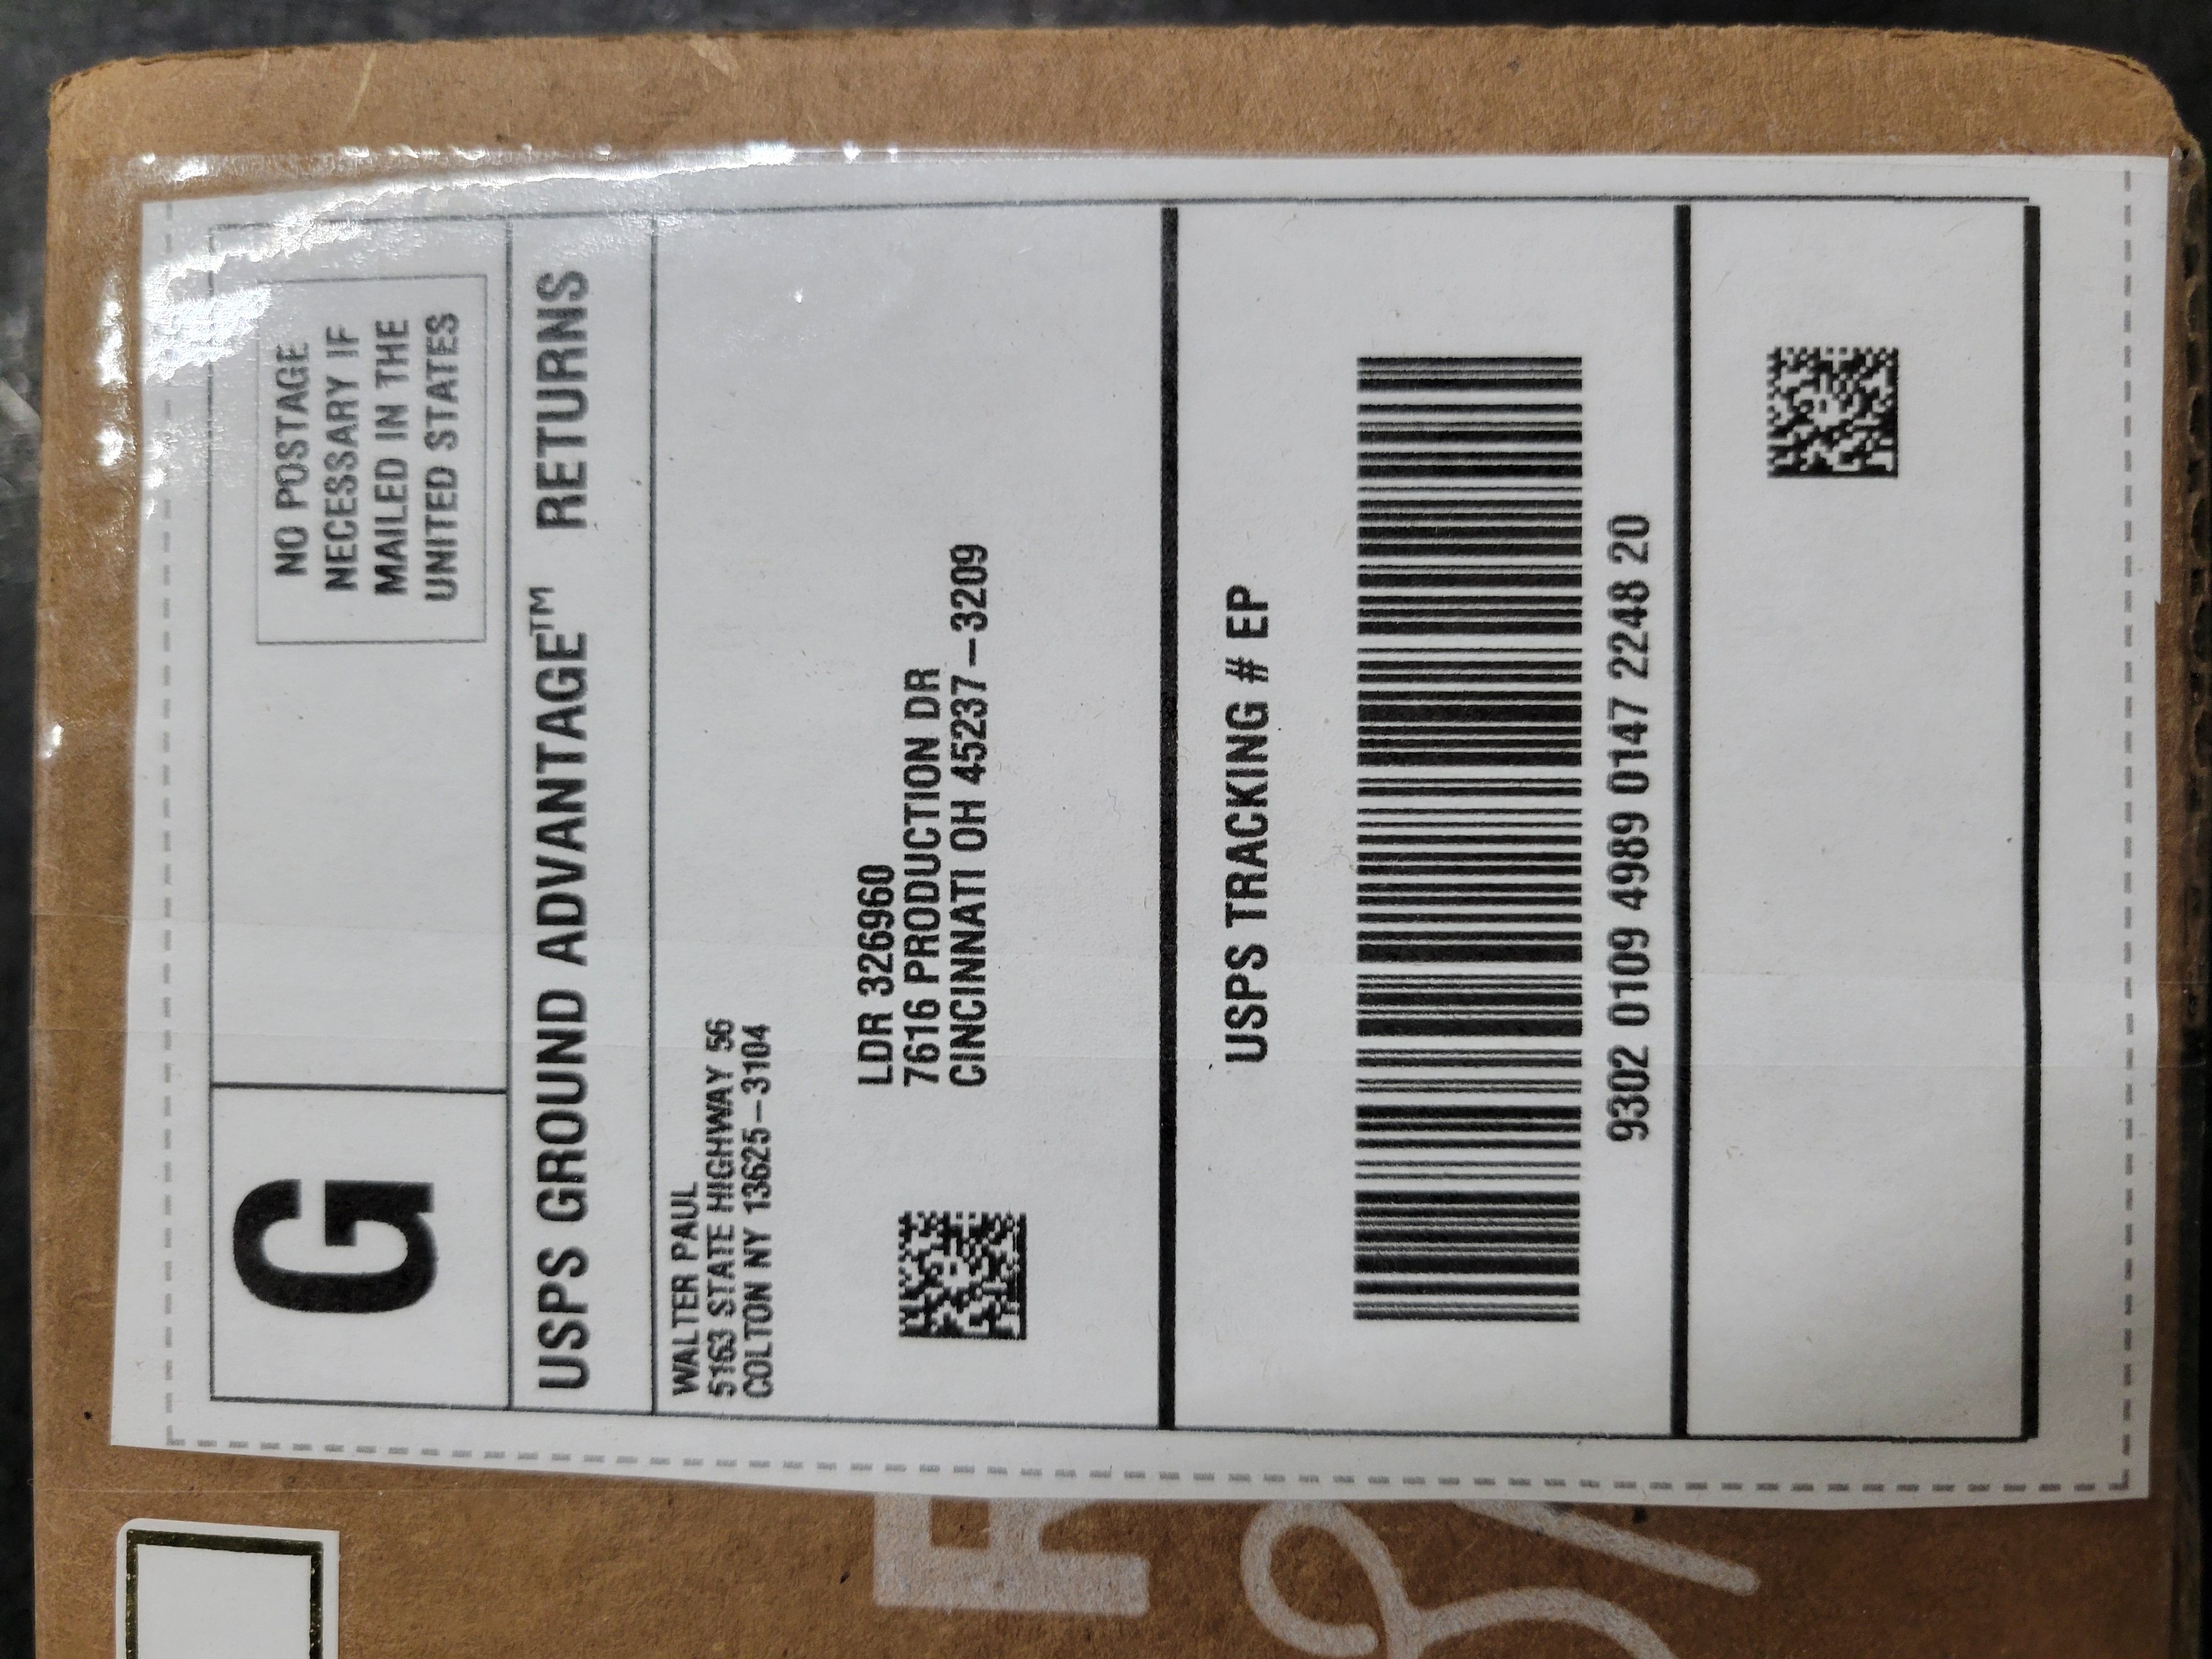 G
NO POSTAGE
NECESSARY IF
MAILED IN THE
UNITED STATES
USPS GROUND ADVANTAGE™ RETURNS
WALTER PAUL
5163 STATE HIGHWAY 56
COLTON NY 13625-3104
LDR 326960
7616 PRODUCTION DR
CINCINNATI OH 45237-3209
USPS TRACKING # EP
9302 0109 4989 0147 2248 20